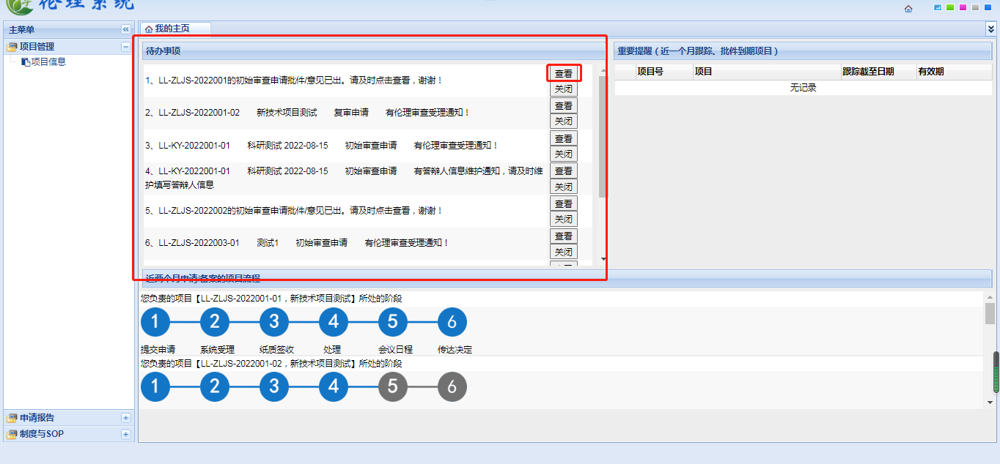 伦理系统
主菜单
项目管理
项目信息
申请报告
制度与SOP
我的主页
待办事项
1、LL-ZLJS-2022001的初始审查申请批件/意见已出。请及时点击查看，谢谢！
查看
关闭
2、LL-ZLJS-2022001-02 新技术项目测试 复审申请 有伦理审查受理通知！
查看
关闭
3、LL-KY-2022001-01 科研测试 2022-08-15 初始审查申请 有伦理审查受理通知！
查看
关闭
4、LL-KY-2022001-01 科研测试 2022-08-15 初始审查申请 有答辩人信息维护通知，请及时维
护填写答辩人信息
查看
关闭
5、LL-ZLJS-2022002的初始审查申请批件/意见已出。请及时点击查看，谢谢！
查看
关闭
6、LL-ZLJS-2022003-01 测试1 初始审查申请 有伦理审查受理通知！
查看
关闭
重要提醒（近一个月跟踪、批件到期项目）
项目号 项目 跟踪截至日期 有效期
无记录
近两个月申请/备案的项目流程
您负责的项目【LL-ZLJS-2022001-01，新技术项目测试】所处的阶段
1 2 3 4 5 6
提交申请 系统受理 纸质签收 处理 会议日程 传达决定
您负责的项目【LL-ZLJS-2022001-02，新技术项目测试】所处的阶段
1 2 3 4 5 6